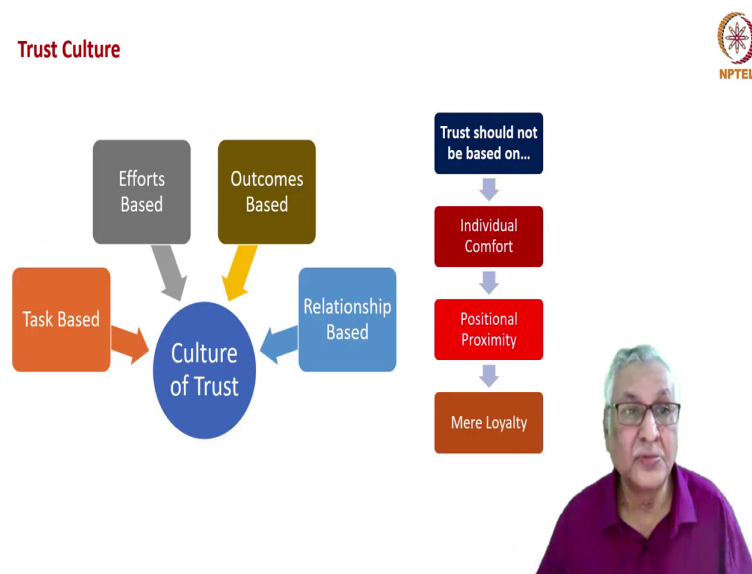 Trust Culture
NPTEL
Efforts
Based
Outcomes
Based
Task Based
Relationship
Based
Culture
of Trust
Trust should not
be based on...
Individual
Comfort
Positional
Proximity
Mere Loyalty